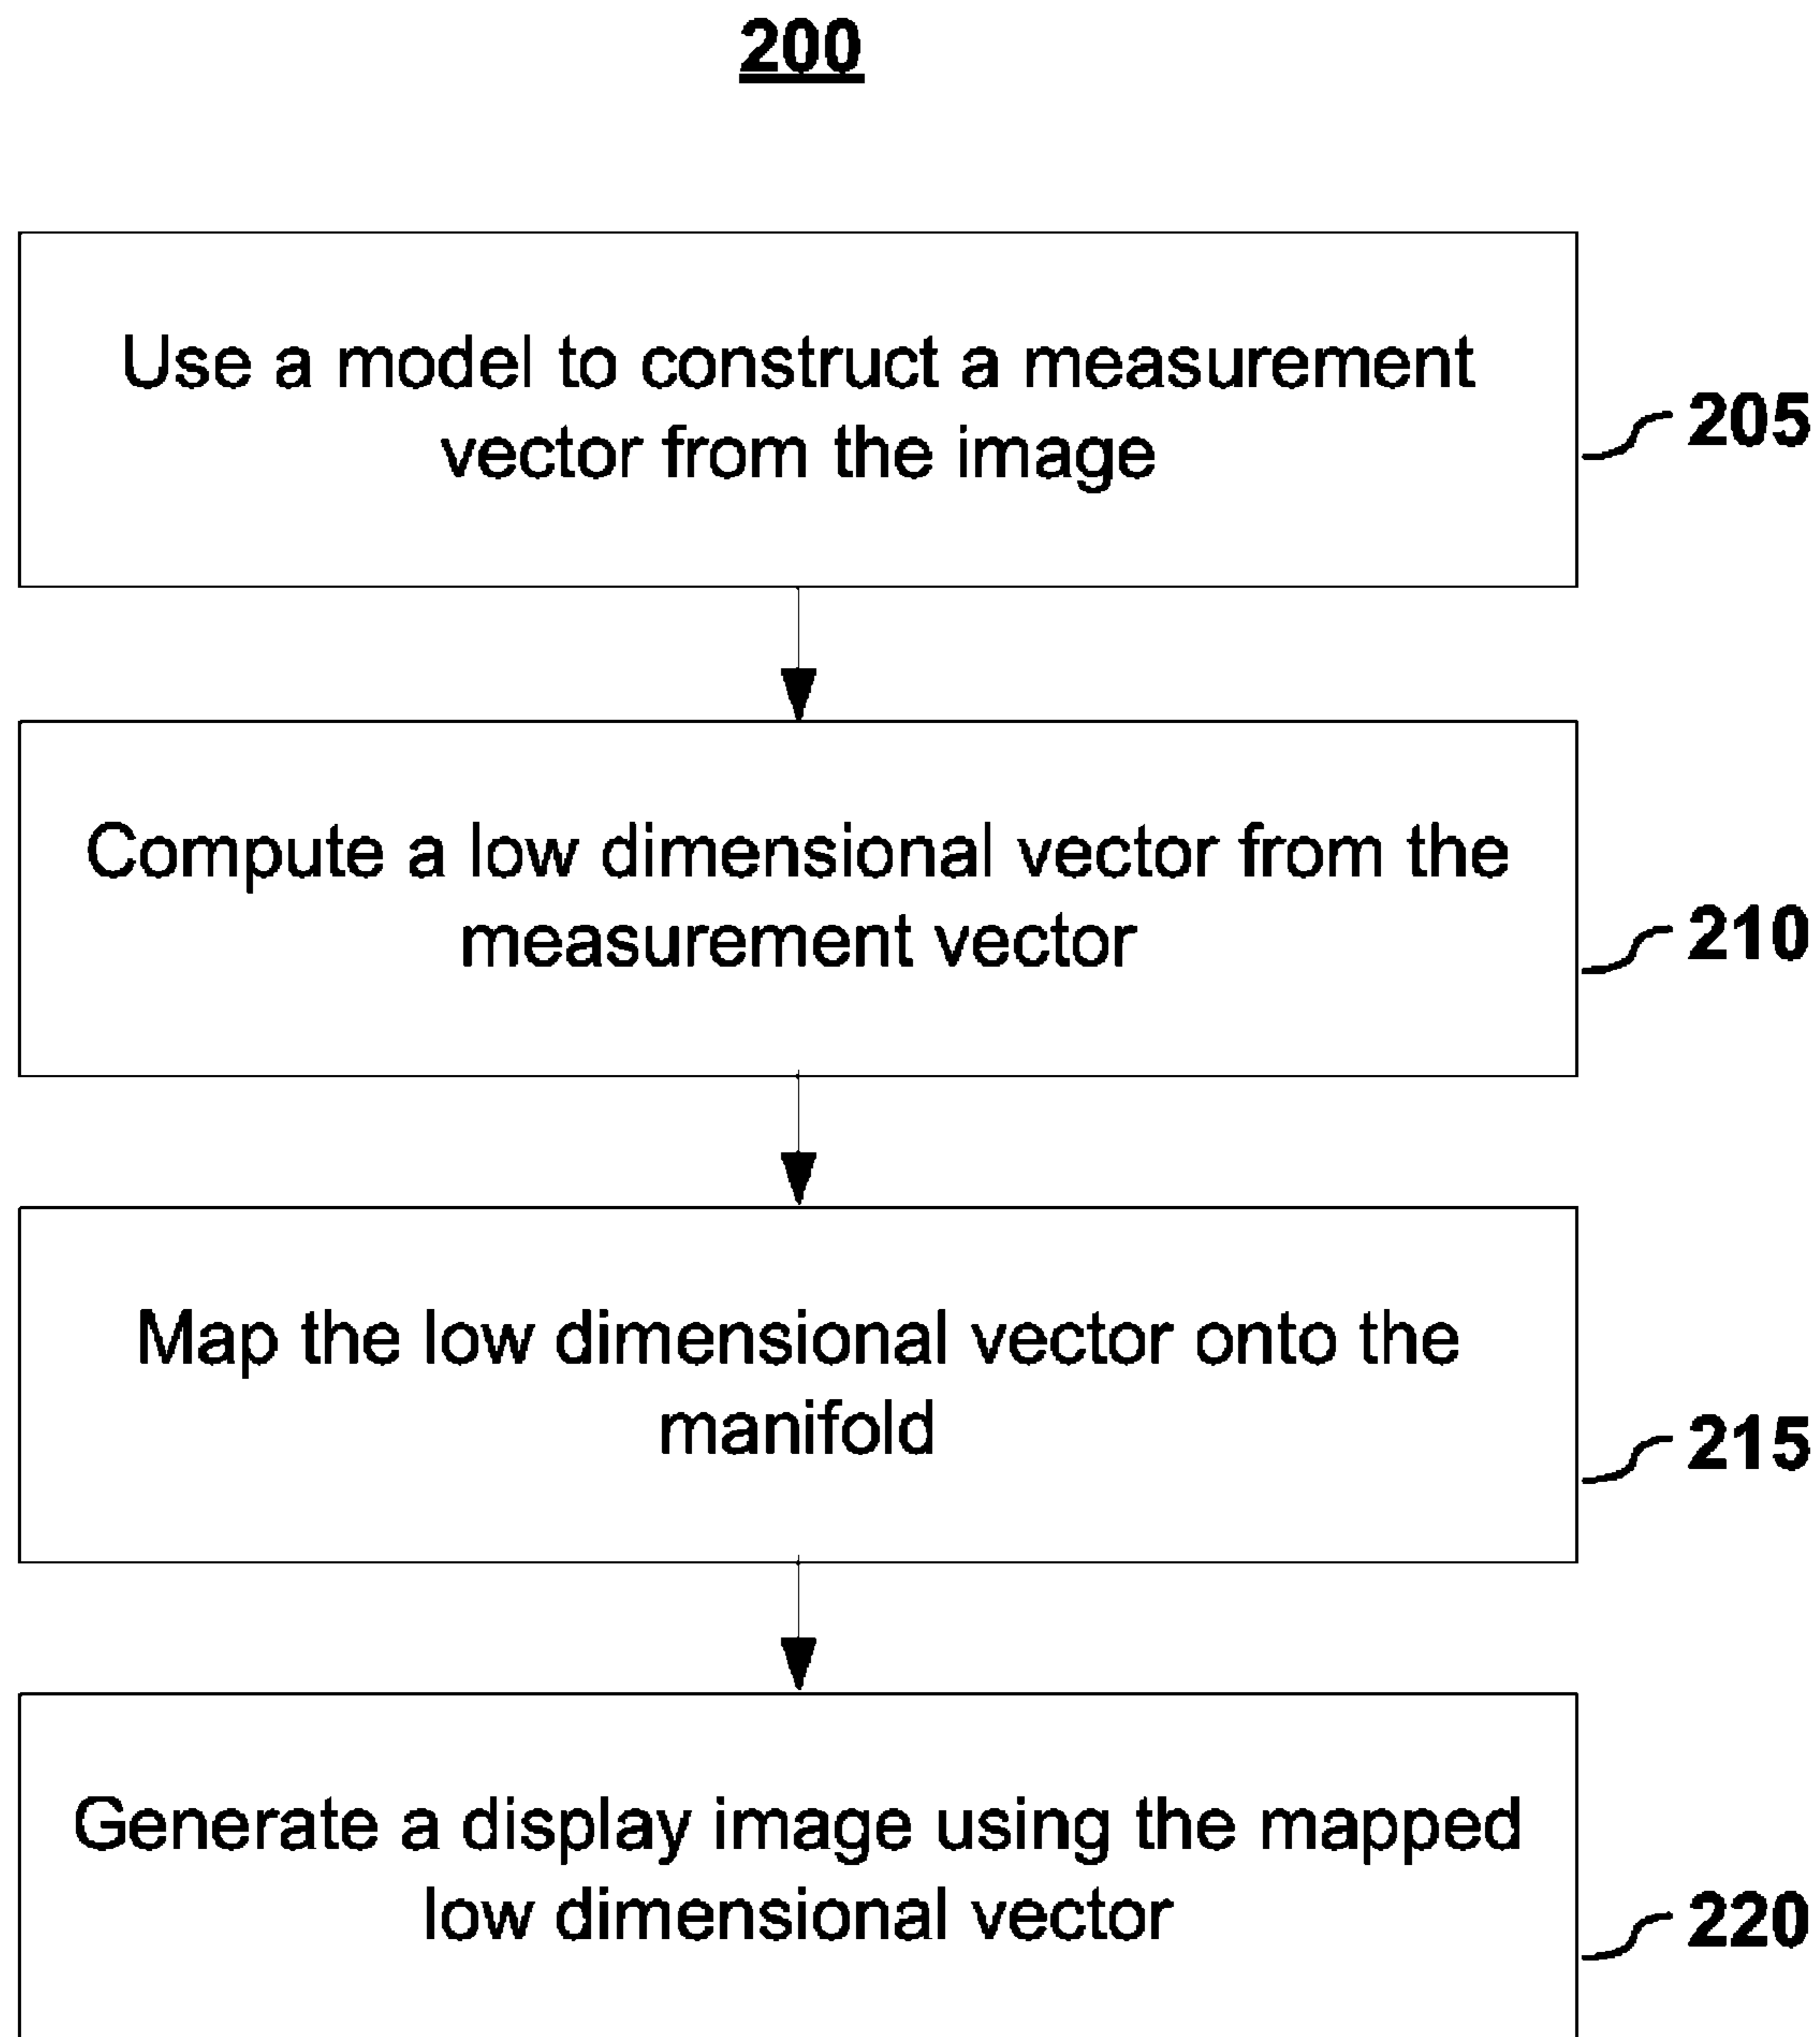 200
Use a model to construct a measurement
vector from the image
205
Compute a low dimensional vector from the
measurement vector
210
Map the low dimensional vector onto the
manifold
215
Generate a display image using the mapped
low dimensional vector
220